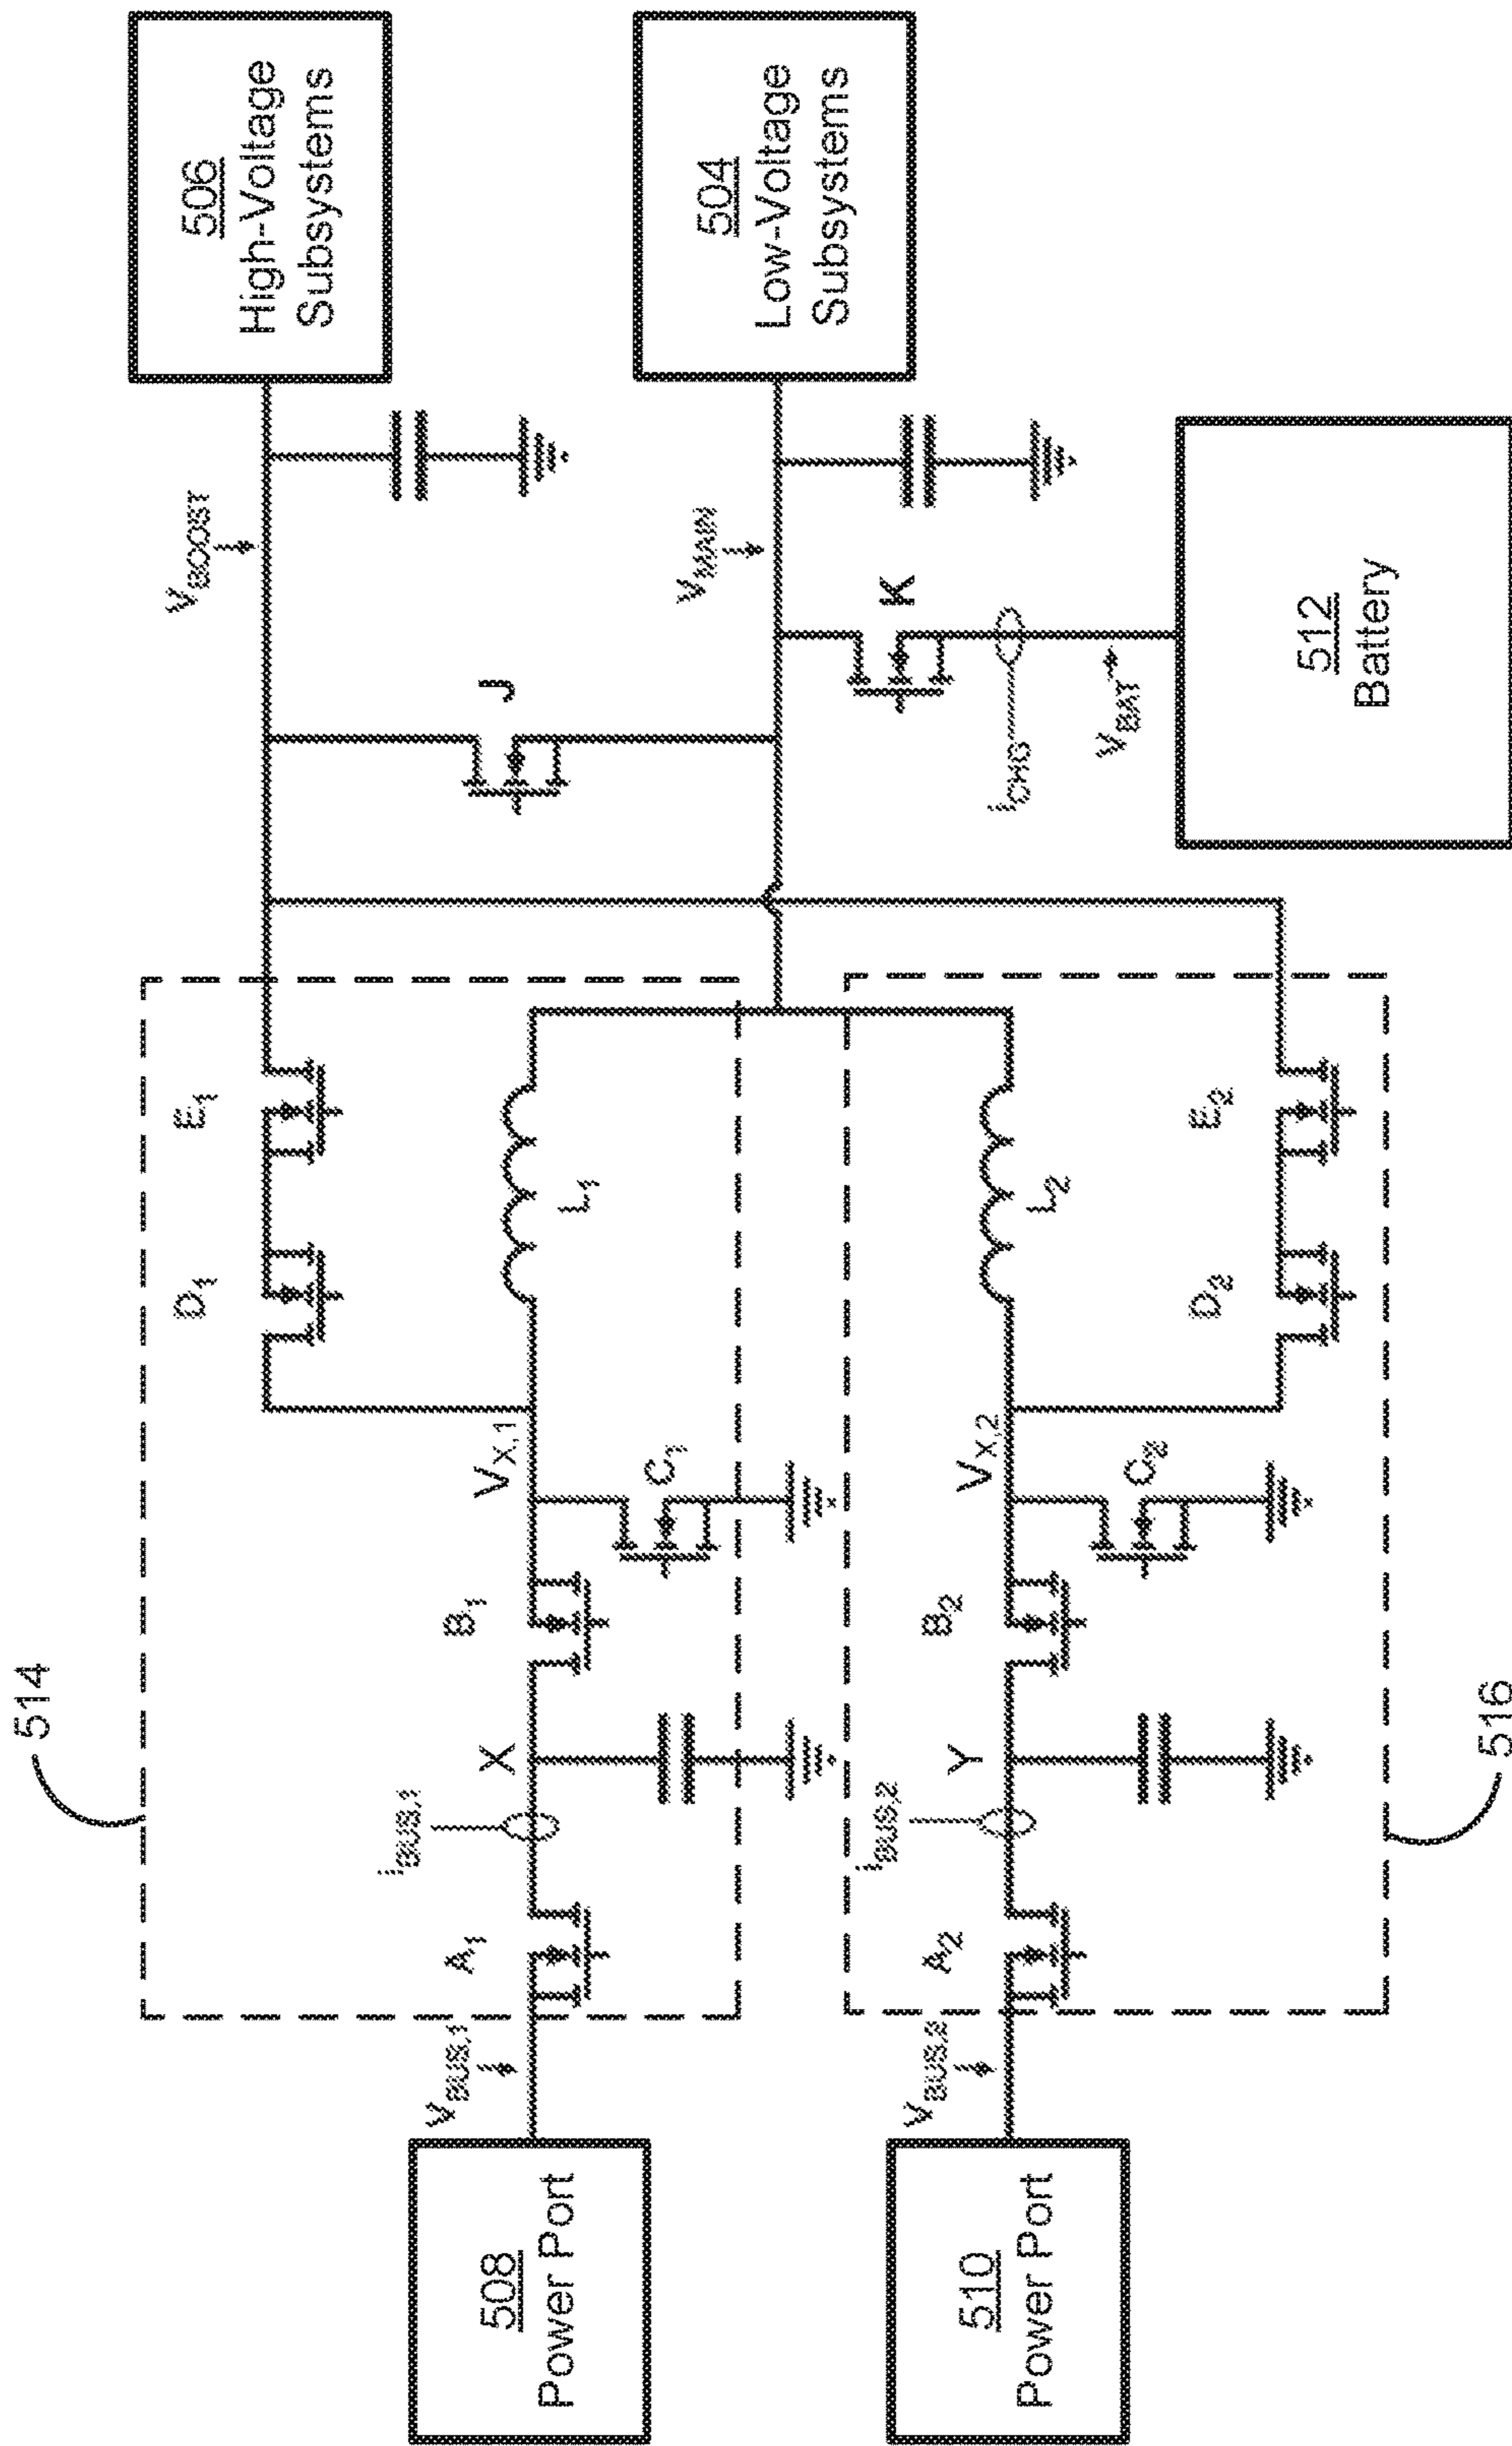 514
506
High-Voltage
Subsystems
V_BOOST
D₁
E₁
J
504
Low-Voltage
Subsystems
V_MAIN
508
Power Port
V_BUS,1
A₁
i_BUS,1
X
B₁
V_X,1
C₁
L₁
K
i_CHG
V_BAT
512
Battery
510
Power Port
V_BUS,2
A₂
i_BUS,2
Y
B₂
V_X,2
C₂
L₂
D₂
E₂
516